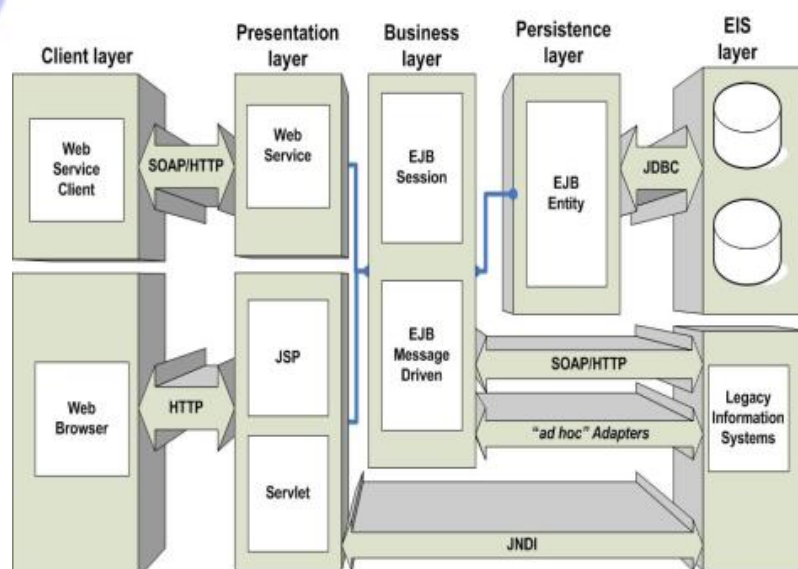 Client layer
Presentation
layer
Business
layer
Persistence
layer
EIS
layer
Web
Service
Client
SOAP/HTTP
Web
Service
EJB
Session
EJB
Entity
JDBC
Web
Browser
HTTP
JSP
Servlet
EJB
Message
Driven
SOAP/HTTP
"ad hoc" Adapters
Legacy
Information
Systems
JNDI